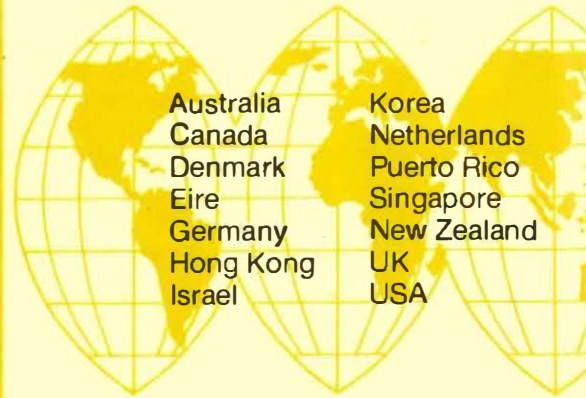 Australia
Canada
Denmark
Eire
Germany
Hong Kong
Israel
Korea
Netherlands
Puerto Rico
Singapore
New Zealand
UK
USA